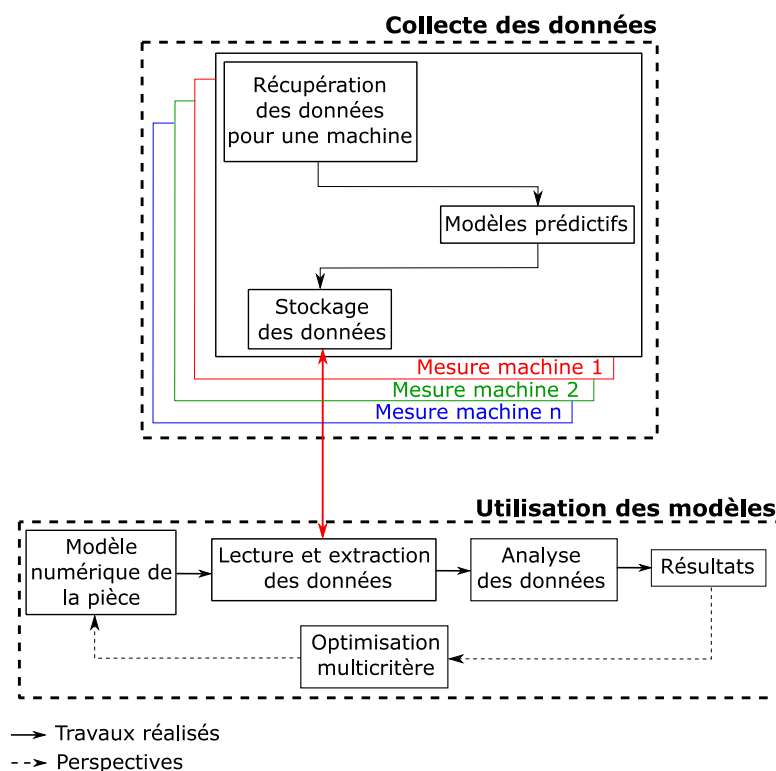 Collecte des données
Récupération
des données
pour une machine
Modèles prédictifs
Stockage
des données
Mesure machine 1
Mesure machine 2
Mesure machine n
Utilisation des modèles
Modèle
numérique de
la pièce
Lecture et extraction
des données
Analyse
des données
Résultats
Optimisation
multicritère
Travaux réalisés
Perspectives